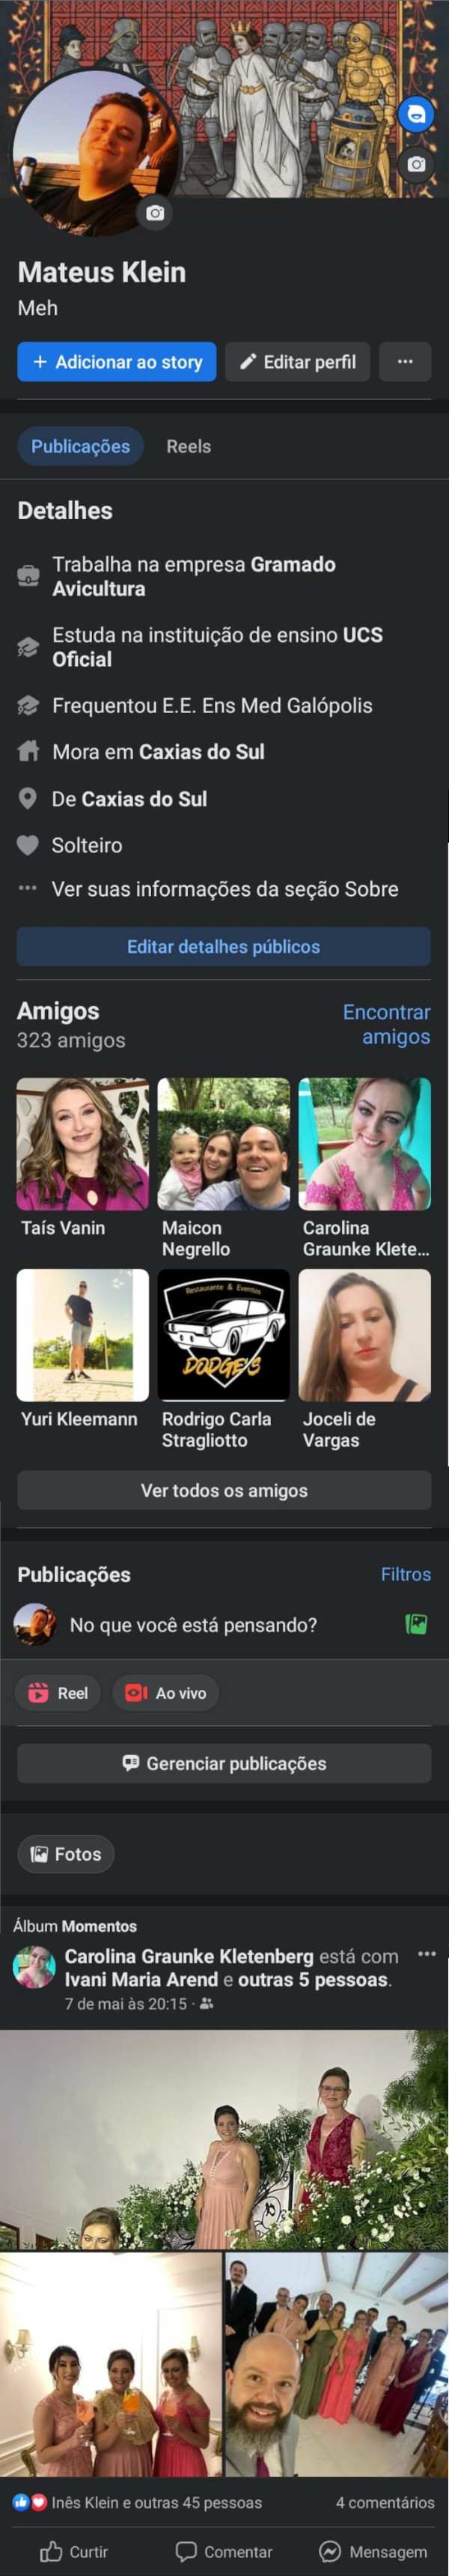 Mateus Klein
Meh
+ Adicionar ao story
Editar perfil
Publicações
Reels
Detalhes
Trabalha na empresa Gramado
Avicultura
Estuda na instituição de ensino UCS
Oficial
Frequentou E.E. Ens Med Galópolis
Mora em Caxias do Sul
De Caxias do Sul
Solteiro
Ver suas informações da seção Sobre
Editar detalhes públicos
Amigos
323 amigos
Encontrar
amigos
Taís Vanin
Maicon
Negrello
Carolina
Graunke Klete...
Restaurante & Eventos
DODGE'S
Yuri Kleemann
Rodrigo Carla
Stragliotto
Joceli de
Vargas
Ver todos os amigos
Publicações
Filtros
No que você está pensando?
Reel
Ao vivo
Gerenciar publicações
Fotos
Álbum Momentos
Carolina Graunke Kletenberg está com
Ivani Maria Arend e outras 5 pessoas.
7 de mai às 20:15 ·
Inês Klein e outras 45 pessoas
4 comentários
Curtir
Comentar
Mensagem